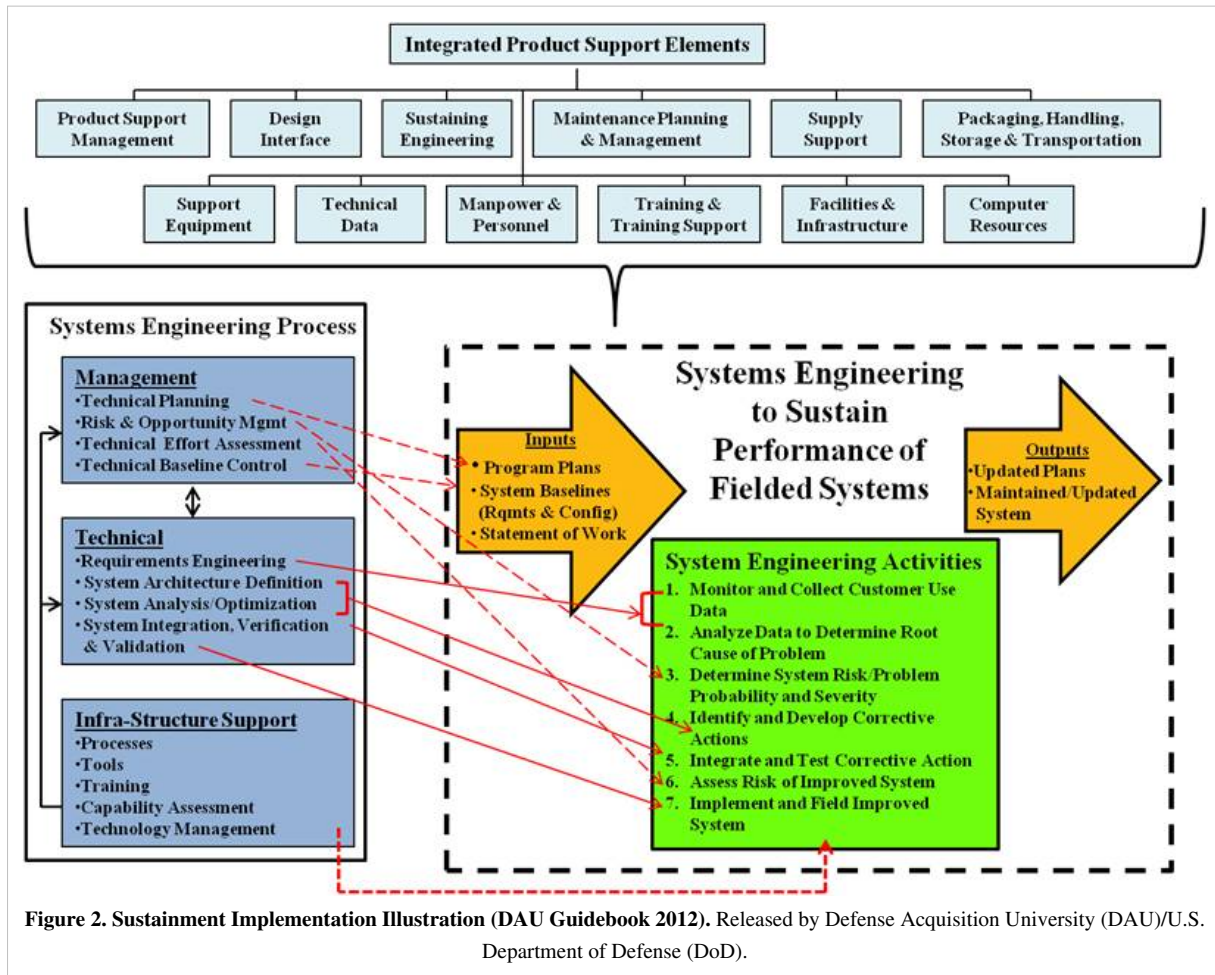 Integrated Product Support Elements
Product Support
Management
Design
Interface
Sustaining
Engineering
Maintenance Planning
& Management
Supply
Support
Packaging, Handling,
Storage & Transportation
Support
Equipment
Technical
Data
Manpower &
Personnel
Training &
Training Support
Facilities &
Infrastructure
Computer
Resources
Systems Engineering Process
Management
•Technical Planning
•Risk & Opportunity Mgmt
•Technical Effort Assessment
•Technical Baseline Control
Technical
•Requirements Engineering
•System Architecture Definition
•System Analysis/Optimization
•System Integration, Verification
& Validation
Infra-Structure Support
•Processes
•Tools
•Training
•Capability Assessment
•Technology Management
Systems Engineering
to Sustain
Performance of
Fielded Systems
Inputs
• Program Plans
• System Baselines
(Rqmts & Config)
• Statement of Work
Outputs
•Updated Plans
•Maintained/Updated
System
System Engineering Activities
1. Monitor and Collect Customer Use
Data
2. Analyze Data to Determine Root
Cause of Problem
3. Determine System Risk/Problem
Probability and Severity
4. Identify and Develop Corrective
Actions
5. Integrate and Test Corrective Action
6. Assess Risk of Improved System
7. Implement and Field Improved
System
Figure 2. Sustainment Implementation Illustration (DAU Guidebook 2012). Released by Defense Acquisition University (DAU)/U.S.
Department of Defense (DoD).